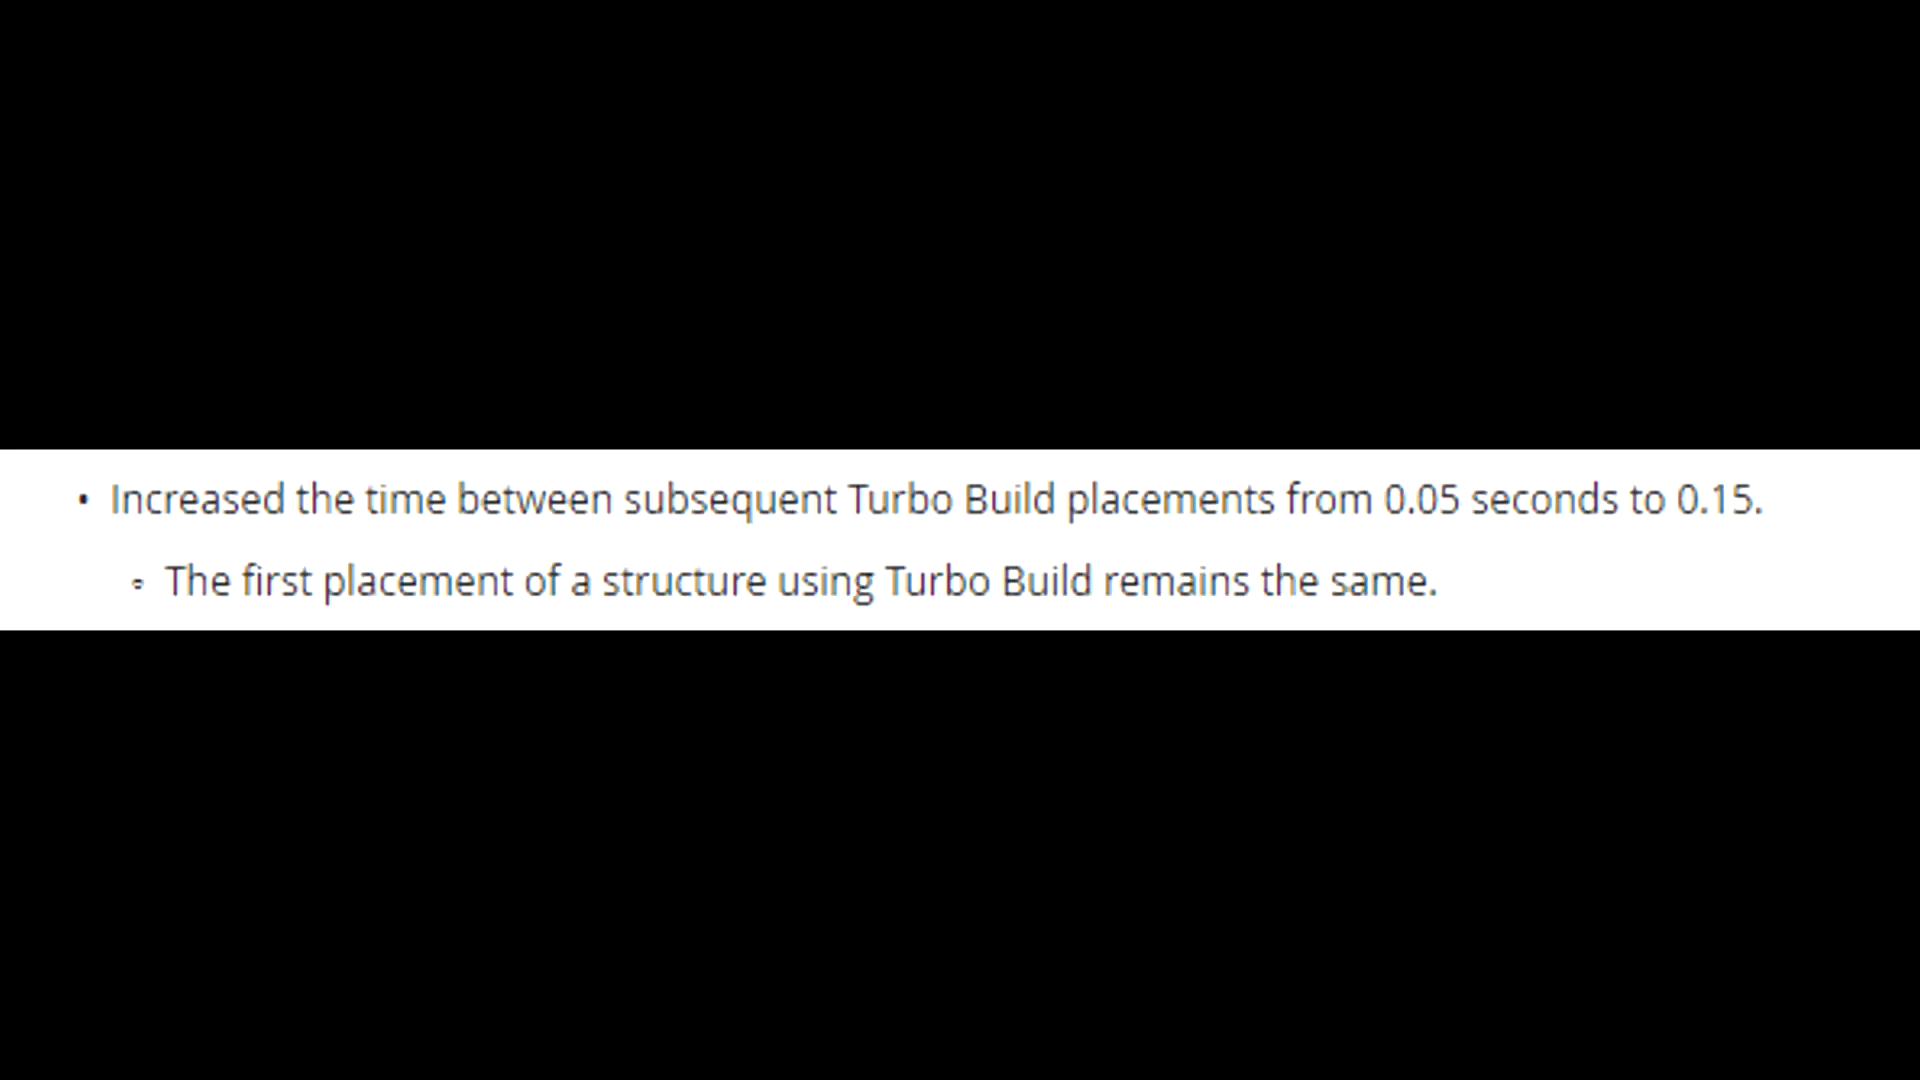 • Increased the time between subsequent Turbo Build placements from 0.05 seconds to 0.15.
◦ The first placement of a structure using Turbo Build remains the same.